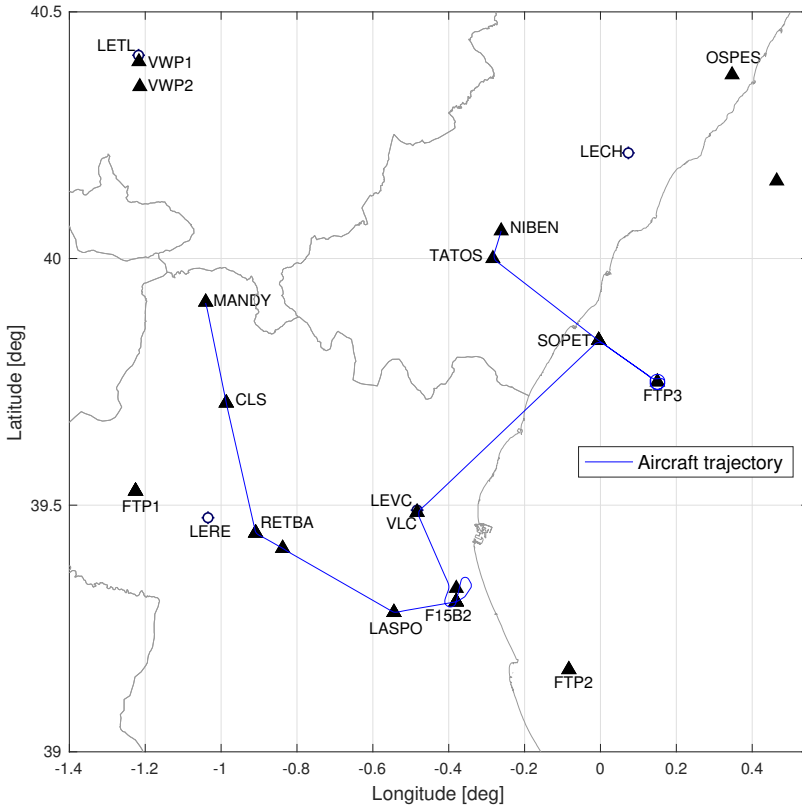 40.5
LETL
VWP1
VWP2
OSPES
LECH
NIBEN
40
TATOS
MANDY
SOPET
FTP3
CLS
Latitude [deg]
Aircraft trajectory
39.5
FTP1
LERE
RETBA
LEVC
VLC
F15B2
LASPO
FTP2
39
-1.4 -1.2 -1 -0.8 -0.6 -0.4 -0.2 0 0.2 0.4
Longitude [deg]